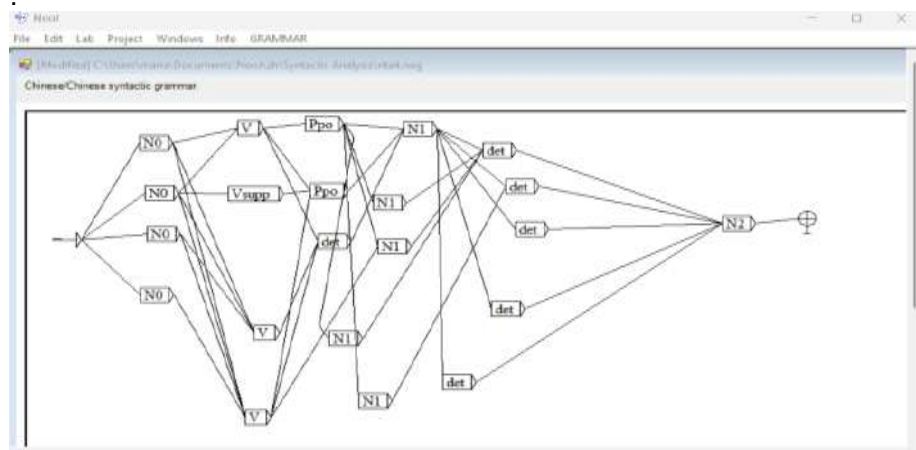 Nooj
File Edit Lab Project Windows Info GRAMMAR
Chinese/Chinese syntactic grammar
V Ppo N1
N0
det
det
N0 Vsupp Ppo
N1
N2
det
N0 det N1
N0
det
V N1
det
N1
V